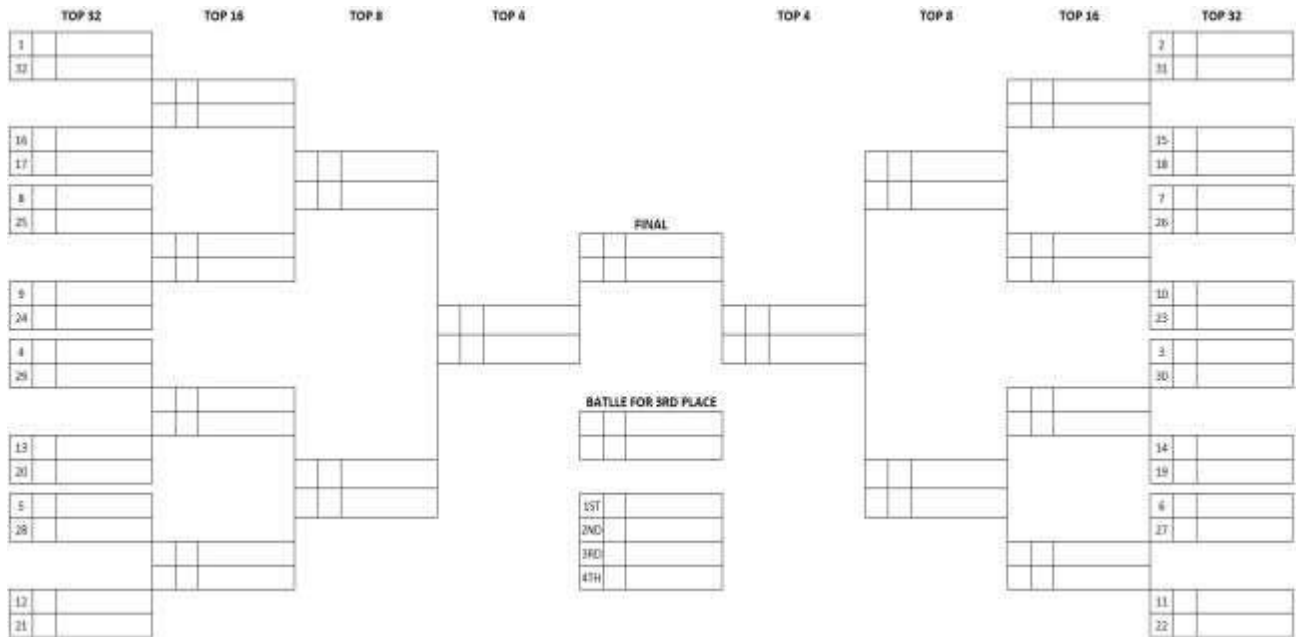 TOP 32
TOP 16
TOP 8
TOP 4
TOP 4
TOP 8
TOP 16
TOP 32
1
32
16
17
8
25
9
24
4
29
13
20
5
28
12
21
FINAL
BATLLE FOR 3RD PLACE
1ST
2ND
3RD
4TH
2
31
15
18
7
26
10
23
3
30
14
19
6
27
11
22